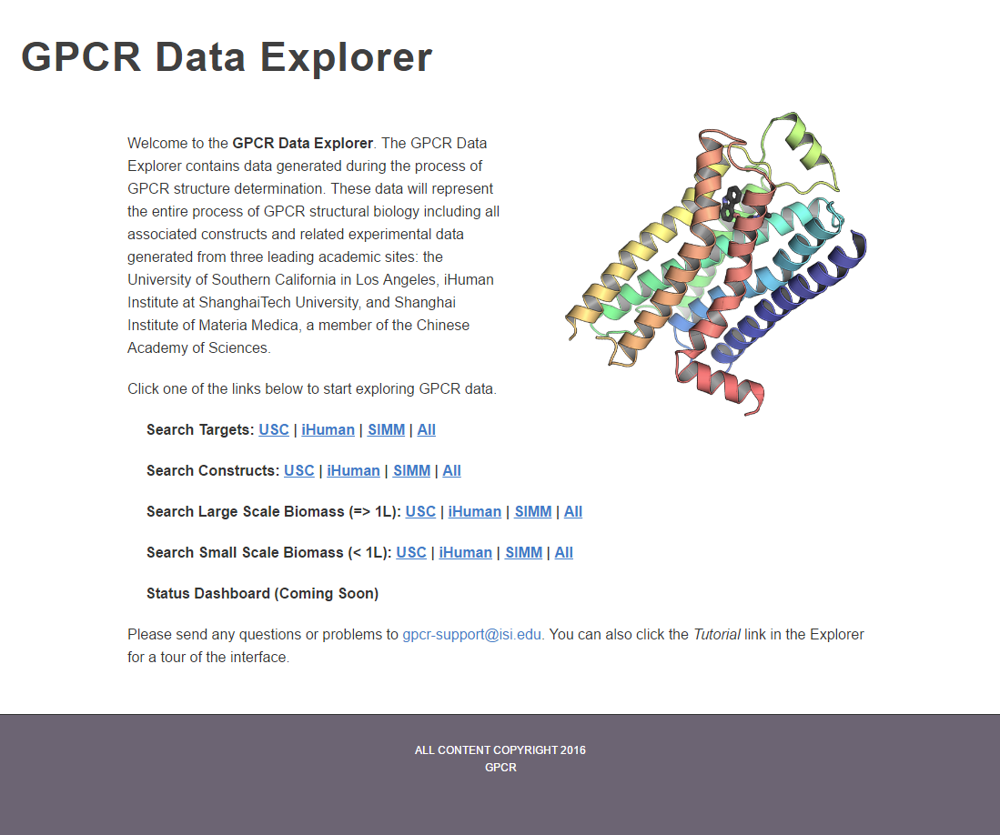 GPCR Data Explorer
Welcome to the GPCR Data Explorer. The GPCR Data
Explorer contains data generated during the process of
GPCR structure determination. These data will represent
the entire process of GPCR structural biology including all
associated constructs and related experimental data
generated from three leading academic sites: the
University of Southern California in Los Angeles, iHuman
Institute at ShanghaiTech University, and Shanghai
Institute of Materia Medica, a member of the Chinese
Academy of Sciences.
Click one of the links below to start exploring GPCR data.
Search Targets: USC | iHuman | SIMM | All
Search Constructs: USC | iHuman | SIMM | All
Search Large Scale Biomass (=> 1L): USC | iHuman | SIMM | All
Search Small Scale Biomass (< 1L): USC | iHuman | SIMM | All
Status Dashboard (Coming Soon)
Please send any questions or problems to gpcr-support@isi.edu. You can also click the Tutorial link in the Explorer
for a tour of the interface.
ALL CONTENT COPYRIGHT 2016
GPCR